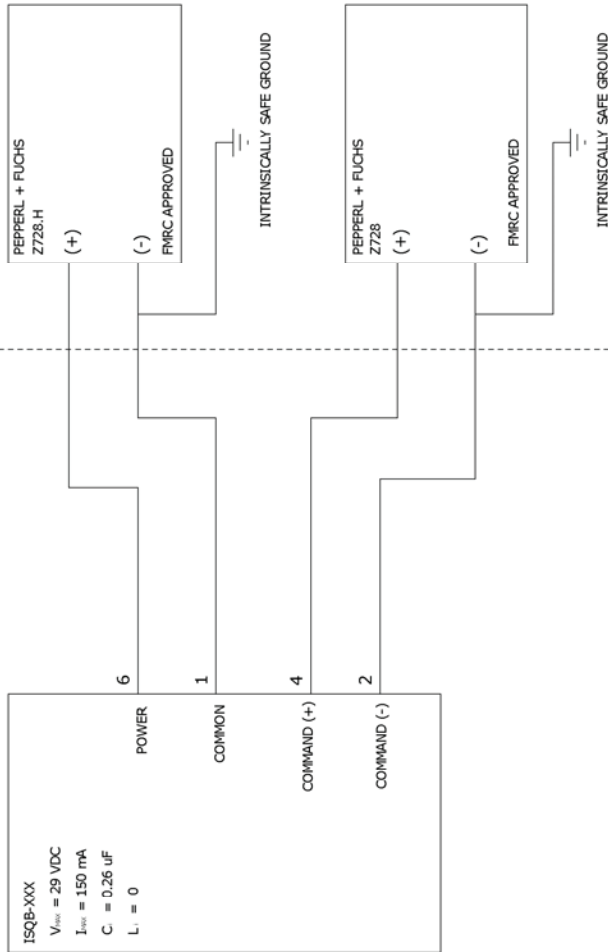 ISQB-XXX
VMAX = 29 VDC
IMAX = 150 mA
Ci = 0.26 uF
Li = 0
POWER
6
COMMON
1
COMMAND (+)
4
COMMAND (-)
2
PEPPERL + FUCHS
Z728.H
(+)
(-)
FMRC APPROVED
INTRINSICALLY SAFE GROUND
PEPPERL + FUCHS
Z728
(+)
(-)
FMRC APPROVED
INTRINSICALLY SAFE GROUND